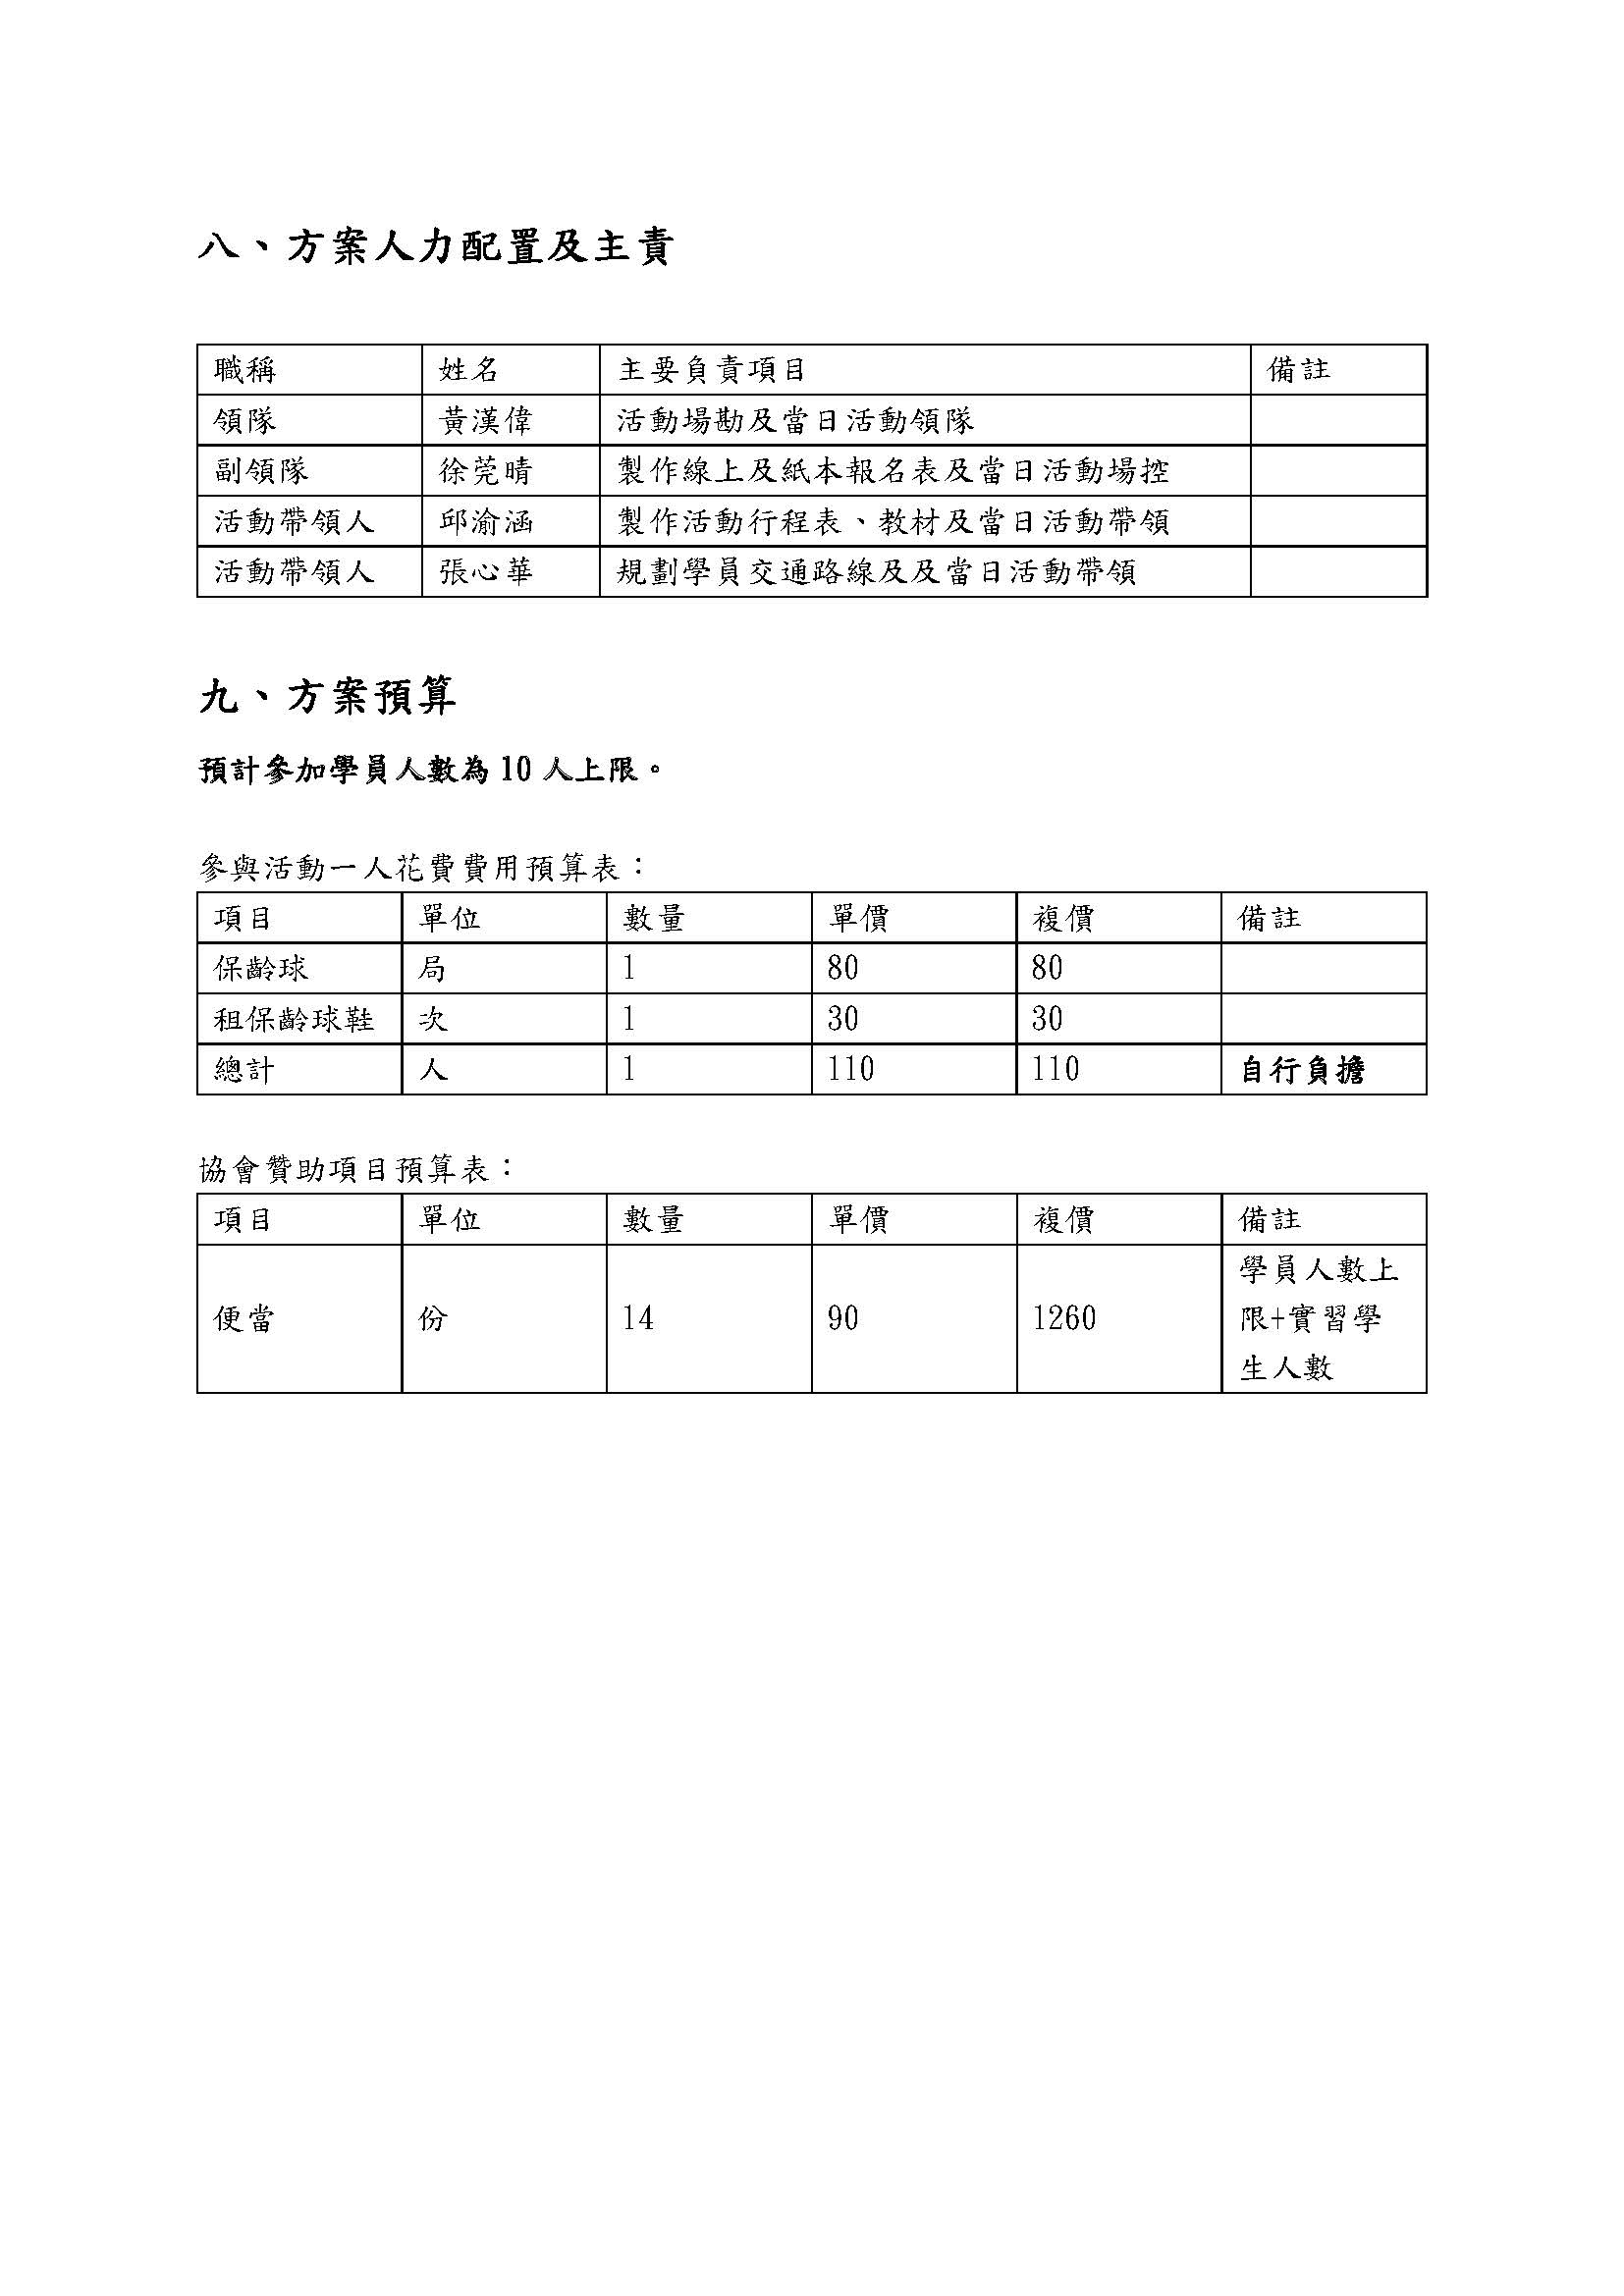 八、方案人力配置及主責
職稱 姓名 主要負責項目 備註
領隊 黃漢偉 活動場勘及當日活動領隊
副領隊 徐莞晴 製作線上及紙本報名表及當日活動場控
活動帶領人 邱渝涵 製作活動行程表、教材及當日活動帶領
活動帶領人 張心華 規劃學員交通路線及及當日活動帶領
九、方案預算
預計參加學員人數為 10 人上限。
參與活動一人花費費用預算表：
項目 單位 數量 單價 複價 備註
保齡球 局 1 80 80
租保齡球鞋 次 1 30 30
總計 人 1 110 110 自行負擔
協會贊助項目預算表：
項目 單位 數量 單價 複價 備註
便當 份 14 90 1260 學員人數上
限+實習學
生人數